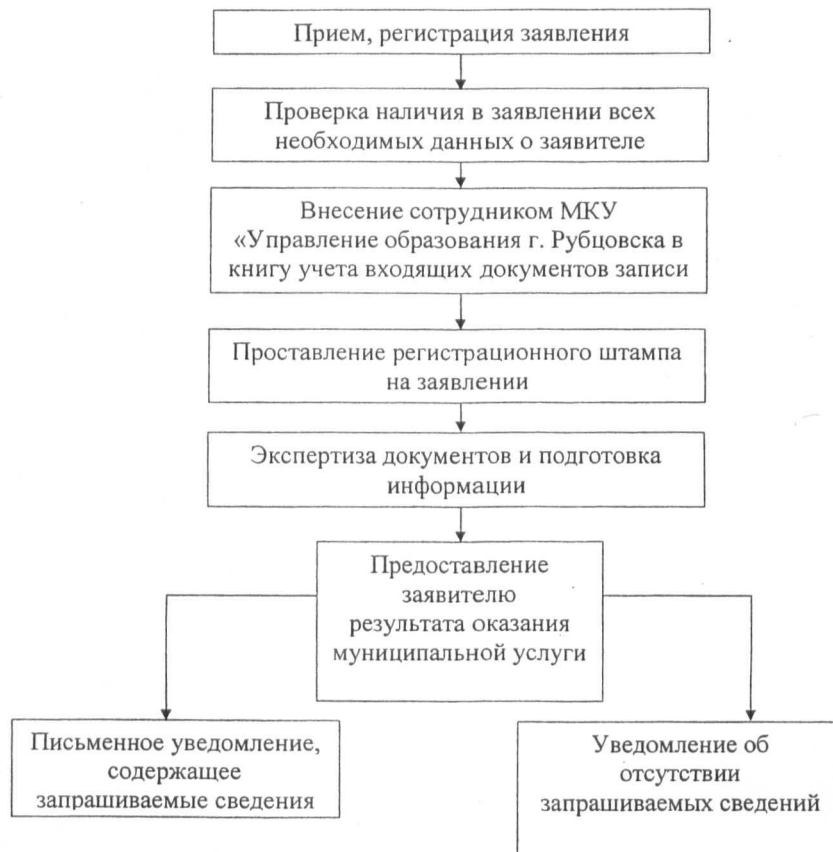 Прием, регистрация заявления
Проверка наличия в заявлении всех
необходимых данных о заявителе
Внесение сотрудником МКУ
«Управление образования г. Рубцовска в
книгу учета входящих документов записи
Проставление регистрационного штампа
на заявлении
Экспертиза документов и подготовка
информации
Предоставление
заявителю
результата оказания
муниципальной услуги
Письменное уведомление,
содержащее
запрашиваемые сведения
Уведомление об
отсутствии
запрашиваемых сведений